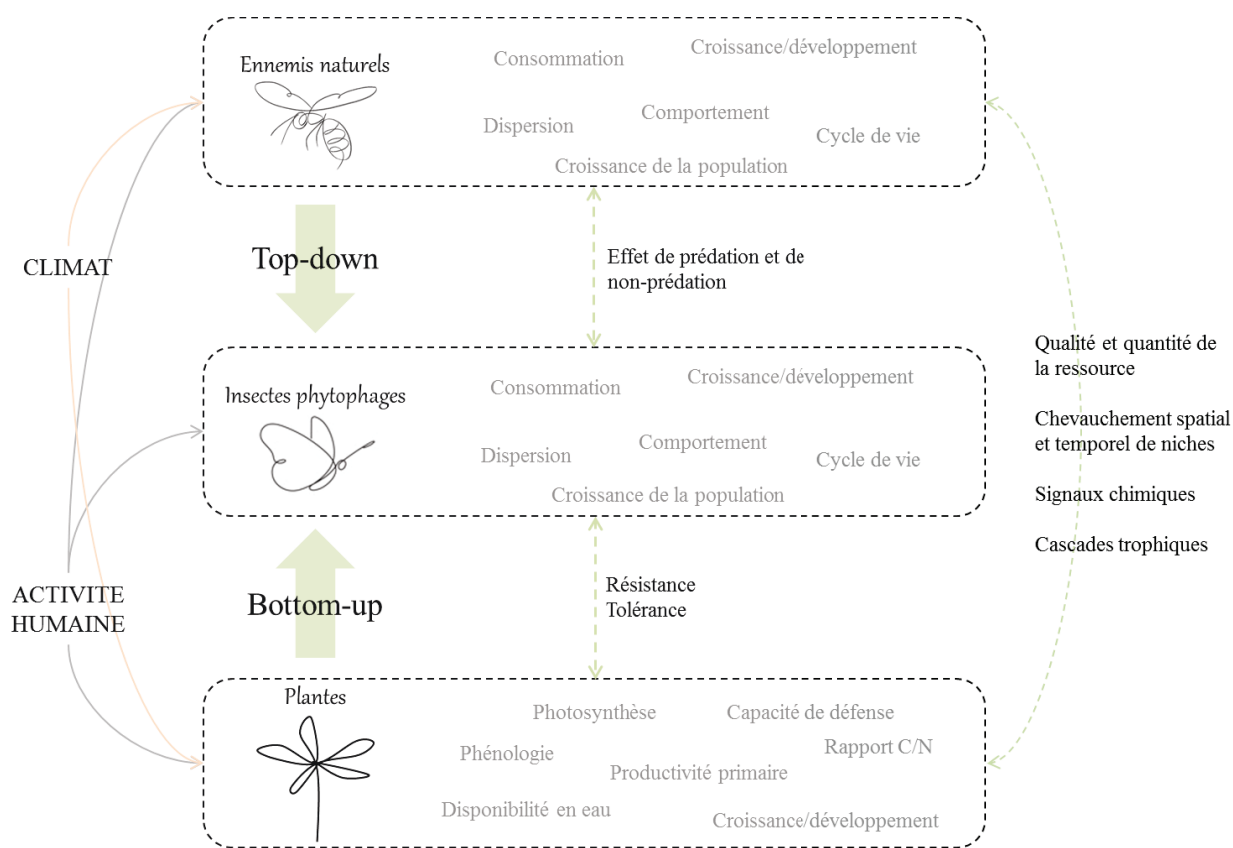 Ennemis naturels
Consommation
Croissance/développement
Dispersion
Comportement
Cycle de vie
Croissance de la population
CLIMAT
Top-down
Effet de prédation et de
non-prédation
Insectes phytophages
Consommation
Croissance/développement
Dispersion
Comportement
Cycle de vie
Croissance de la population
Qualité et quantité de
la ressource
Chevauchement spatial
et temporel de niches
Signaux chimiques
Cascades trophiques
ACTIVITE
HUMAINE
Bottom-up
Résistance
Tolérance
Plantes
Photosynthèse
Capacité de défense
Phénologie
Rapport C/N
Productivité primaire
Disponibilité en eau
Croissance/développement